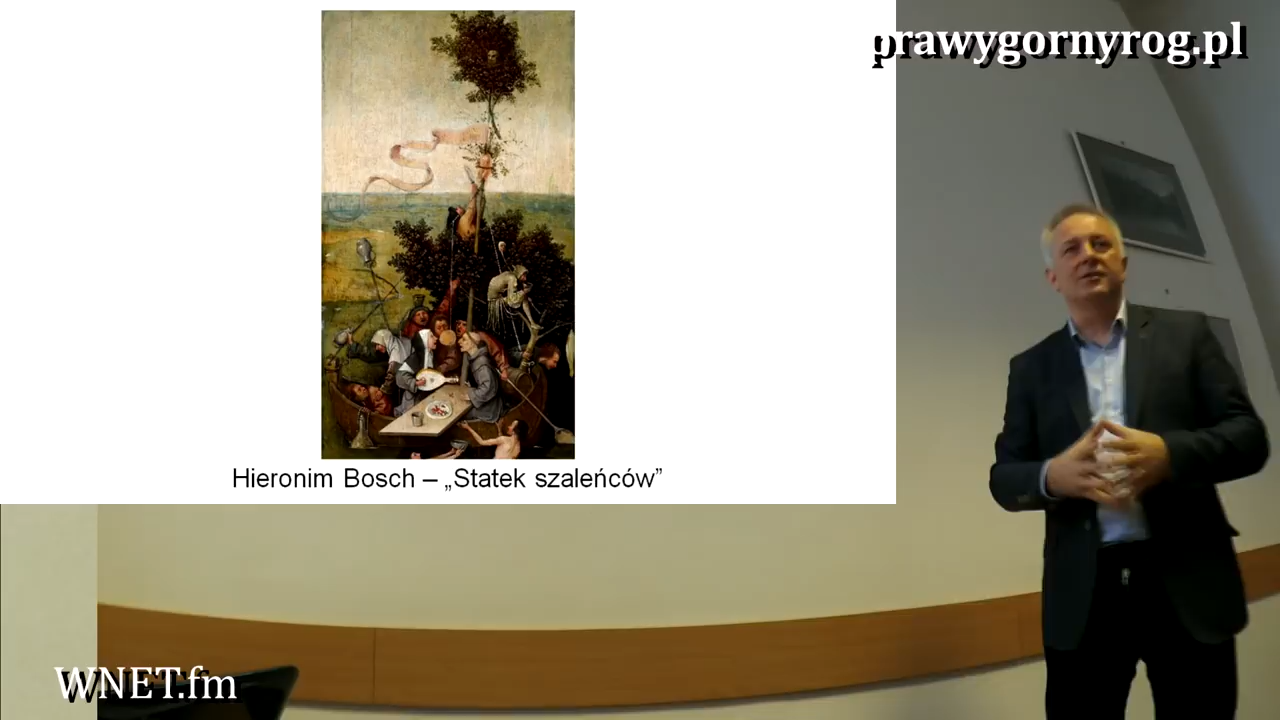 prawygornyrog.pl
Hieronim Bosch – „Statek szaleńców”
WNET.fm